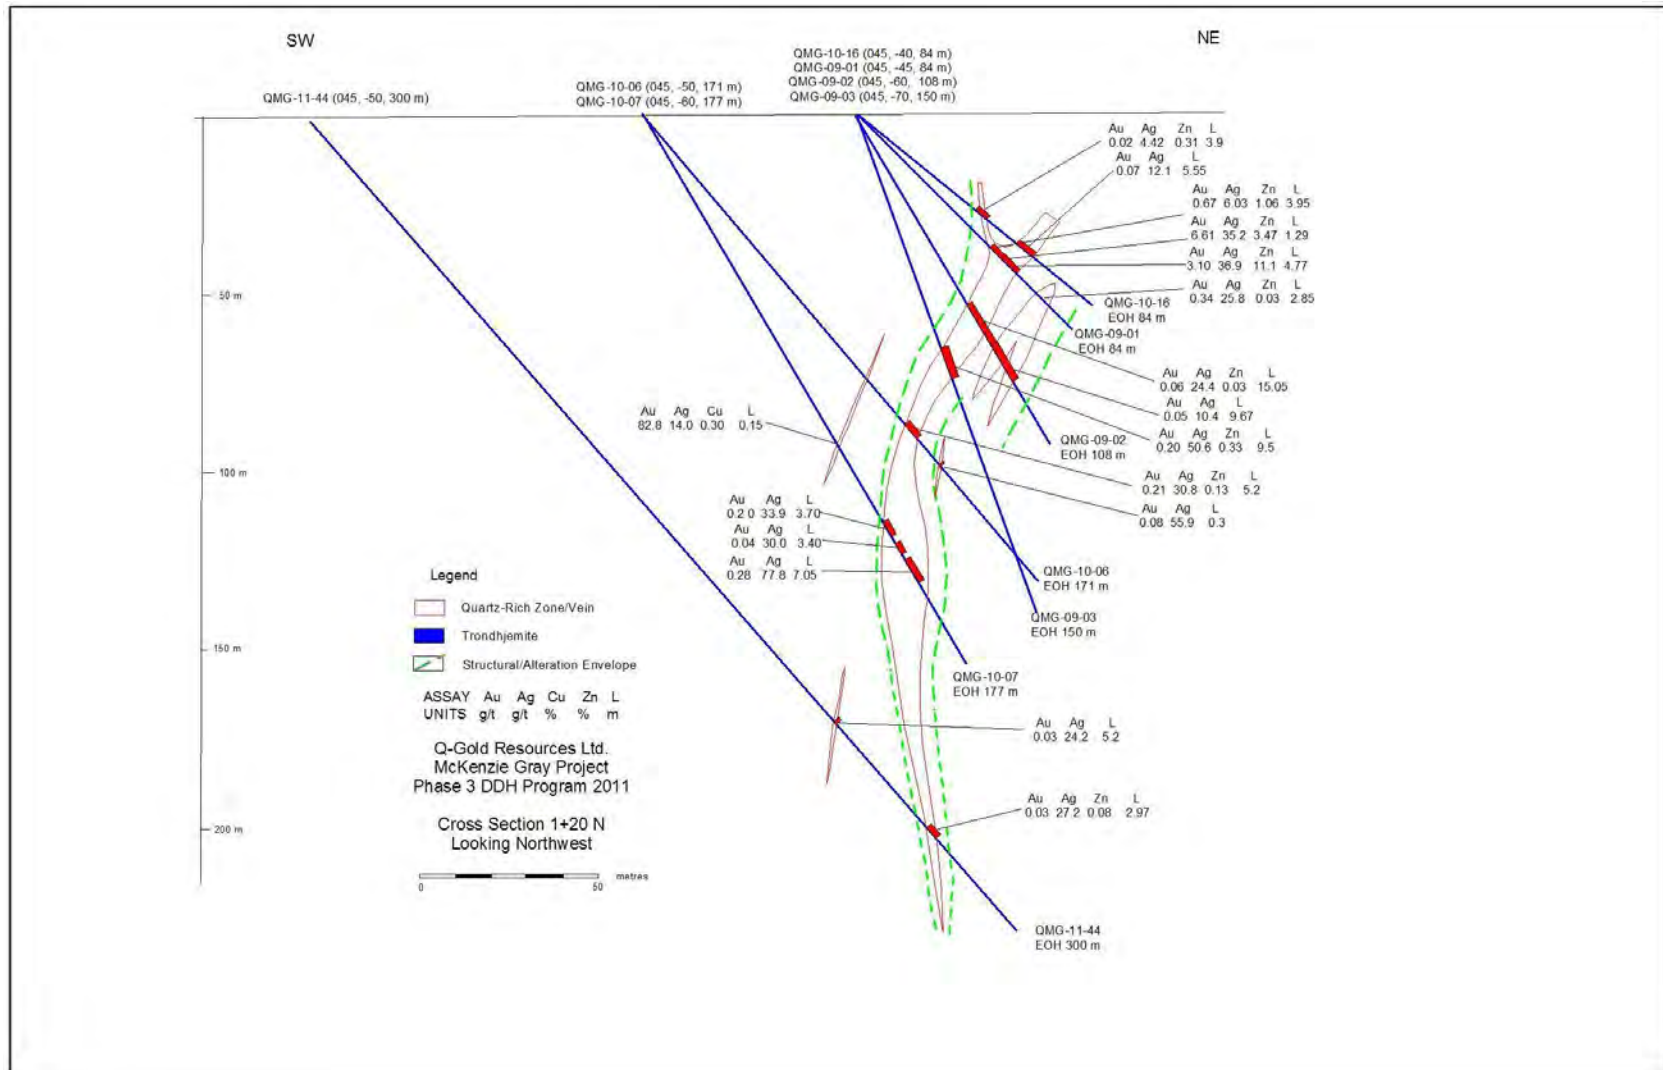 SW
NE
QMG-11-44 (045, -50, 300 m)
QMG-10-06 (045, -50, 171 m)
QMG-10-07 (045, -60, 177 m)
QMG-10-16 (045, -40, 84 m)
QMG-09-01 (045, -45, 84 m)
QMG-09-02 (045, -60, 108 m)
QMG-09-03 (045, -70, 150 m)
Au Ag Zn L
0.02 4.42 0.31 3.9
Au Ag L
0.07 12.1 5.55
Au Ag Zn L
0.67 6.03 1.06 3.95
Au Ag Zn L
6.61 35.2 3.47 1.29
Au Ag Zn L
3.10 36.9 11.1 4.77
Au Ag Zn L
0.34 25.8 0.03 2.85
50 m
QMG-10-16
EOH 84 m
QMG-09-01
EOH 84 m
Au Ag Zn L
0.06 24.4 0.03 15.05
Au Ag L
0.05 10.4 9.67
Au Ag Zn L
0.20 50.6 0.33 9.5
QMG-09-02
EOH 108 m
Au Ag Cu L
82.8 14.0 0.30 0.15
100 m
Au Ag Zn L
0.21 30.8 0.13 5.2
Au Ag L
0.08 55.9 0.3
Au Ag L
0.2 0 33.9 3.70
Au Ag L
0.04 30.0 3.40
Au Ag L
0.28 77.8 7.05
QMG-10-06
EOH 171 m
QMG-09-03
EOH 150 m
QMG-10-07
EOH 177 m
Legend
Quartz-Rich Zone/Vein
Trondhjemite
Structural/Alteration Envelope
150 m
ASSAY Au Ag Cu Zn L
UNITS g/t g/t % % m
Q-Gold Resources Ltd.
McKenzie Gray Project
Phase 3 DDH Program 2011
Cross Section 1+20 N
Looking Northwest
Au Ag L
0.03 24.2 5.2
Au Ag Zn L
0.03 27.2 0.08 2.97
200 m
metres
0 50
QMG-11-44
EOH 300 m